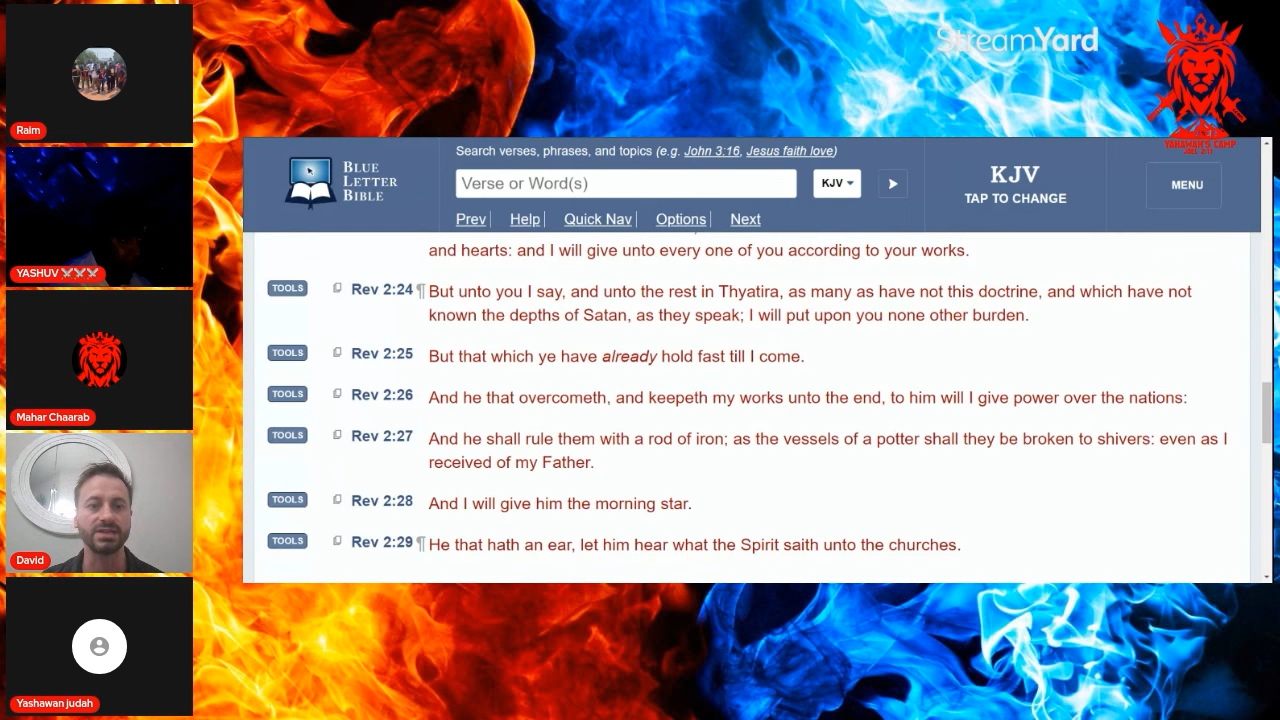 StreamYard
Raim
YASHUV ⚔⚔⚔
Mahar Chaarab
David
Yashawan judah
YAHAWAH'S CAMP
JOEL 2:11
BLUE
LETTER
BIBLE
Search verses, phrases, and topics (e.g. John 3:16, Jesus faith love)
Verse or Word(s)
KJV
Prev Help Quick Nav Options Next
KJV
TAP TO CHANGE
MENU
and hearts: and I will give unto every one of you according to your works.
TOOLS Rev 2:24 ¶ But unto you I say, and unto the rest in Thyatira, as many as have not this doctrine, and which have not
known the depths of Satan, as they speak; I will put upon you none other burden.
TOOLS Rev 2:25 But that which ye have already hold fast till I come.
TOOLS Rev 2:26 And he that overcometh, and keepeth my works unto the end, to him will I give power over the nations:
TOOLS Rev 2:27 And he shall rule them with a rod of iron; as the vessels of a potter shall they be broken to shivers: even as I
received of my Father.
TOOLS Rev 2:28 And I will give him the morning star.
TOOLS Rev 2:29 ¶ He that hath an ear, let him hear what the Spirit saith unto the churches.